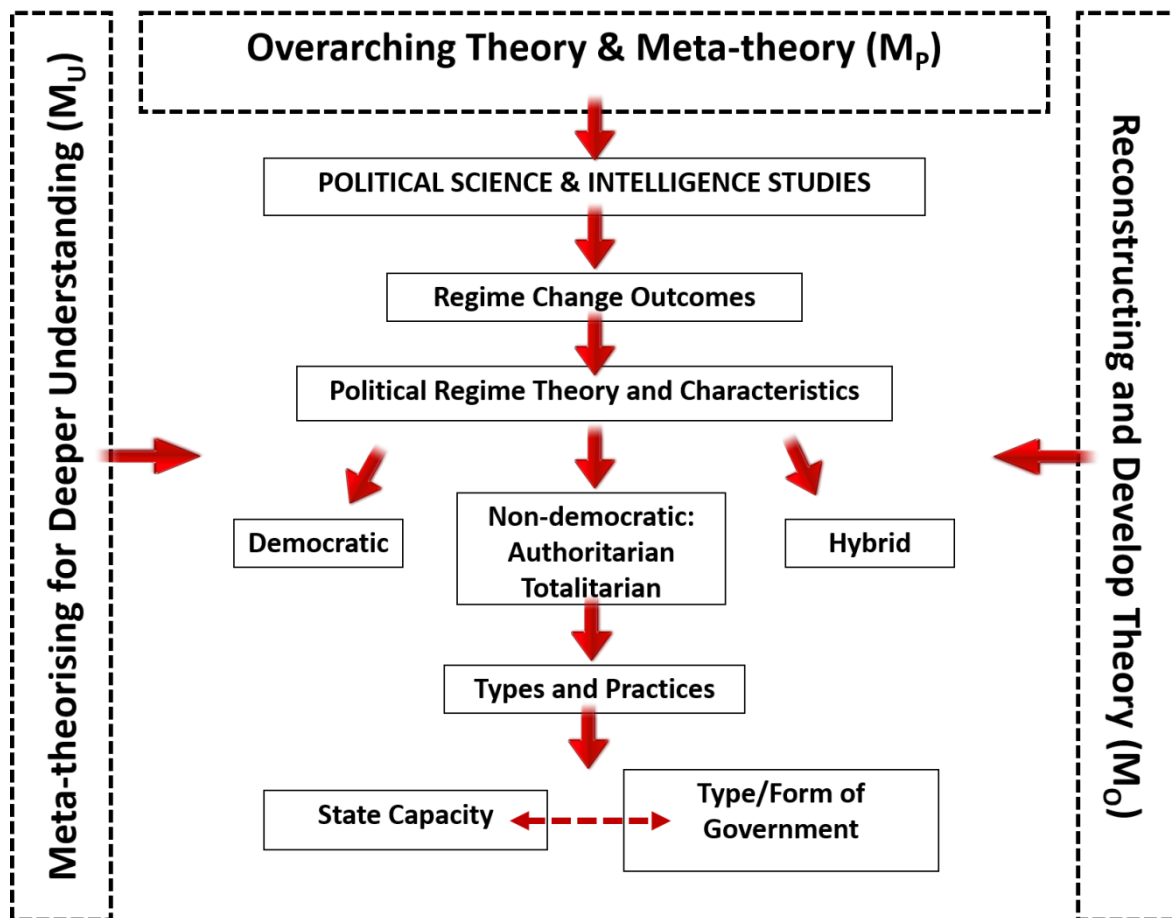 Overarching Theory & Meta-theory (MP)
Meta-theorising for Deeper Understanding (MU)
Reconstructing and Develop Theory (MO)
POLITICAL SCIENCE & INTELLIGENCE STUDIES
Regime Change Outcomes
Political Regime Theory and Characteristics
Democratic
Non-democratic:
Authoritarian
Totalitarian
Hybrid
Types and Practices
State Capacity
Type/Form of
Government